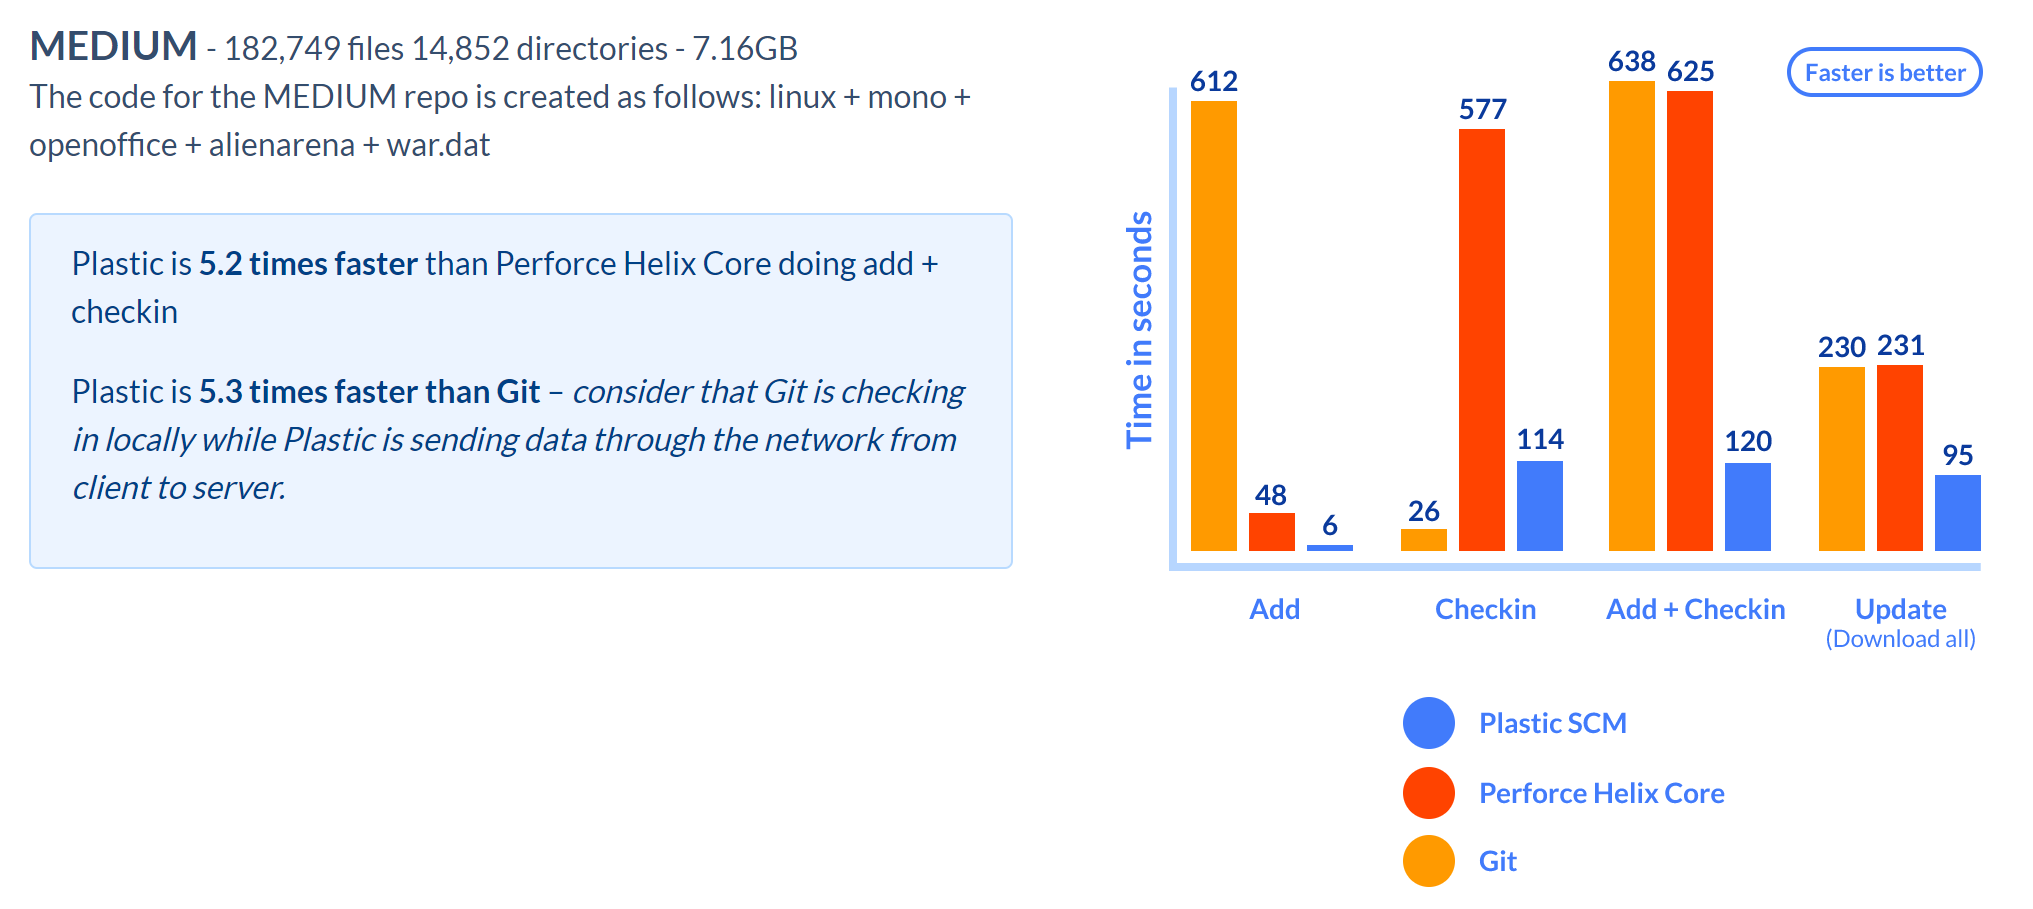 MEDIUM - 182,749 files 14,852 directories - 7.16GB
The code for the MEDIUM repo is created as follows: linux + mono +
openoffice + alienarena + war.dat
Plastic is 5.2 times faster than Perforce Helix Core doing add +
checkin
Plastic is 5.3 times faster than Git – consider that Git is checking
in locally while Plastic is sending data through the network from
client to server.
Faster is better
Time in seconds
612
48
6
26
577
114
638
625
120
230
231
95
Add
Checkin
Add + Checkin
Update
(Download all)
Plastic SCM
Perforce Helix Core
Git